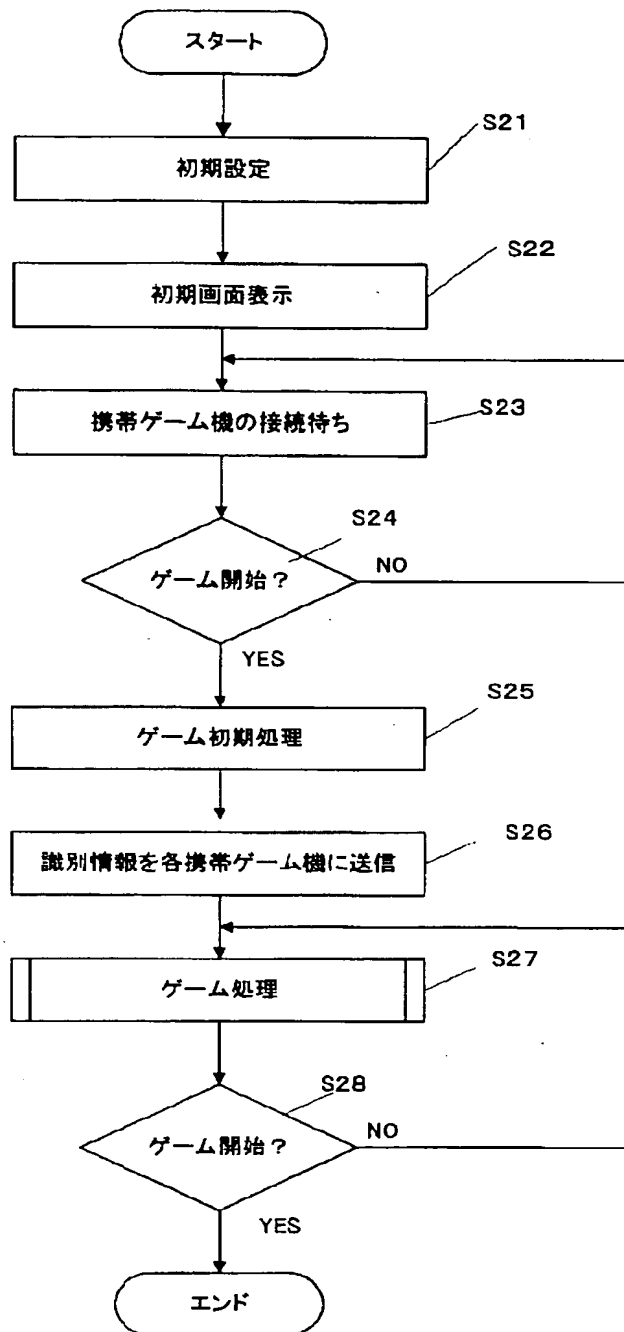 スタート
S21
初期設定
S22
初期画面表示
S23
携帯ゲーム機の接続待ち
S24
ゲーム開始？
NO
YES
S25
ゲーム初期処理
S26
識別情報を各携帯ゲーム機に送信
S27
ゲーム処理
S28
ゲーム開始？
NO
YES
エンド